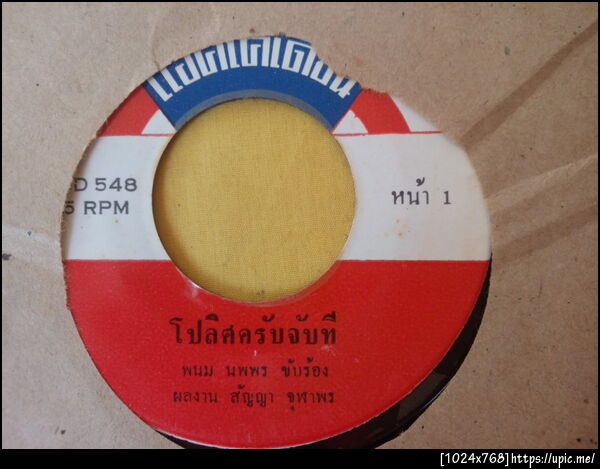 D 548
5 RPM
หน้า 1
โปลิศครับจับที
พนม นพพร ขับร้อง
ผลงาน สัญญา จุฬาพร
[1024x768]https://upic.me/